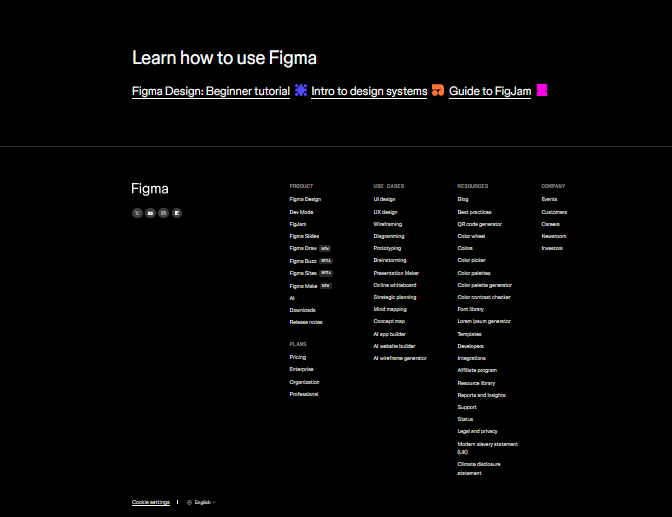 Learn how to use Figma
Figma Design: Beginner tutorial Intro to design systems Guide to FigJam
Figma
PRODUCT
Figma Design
Dev Mode
FigJam
Figma Slides
Figma Draw NEW
Figma Buzz BETA
Figma Sites BETA
Figma Make NEW
AI
Downloads
Release notes
PLANS
Pricing
Enterprise
Organization
Professional
USE CASES
UI design
UX design
Wireframing
Diagramming
Prototyping
Brainstorming
Presentation Maker
Online whiteboard
Strategic planning
Mind mapping
Concept map
AI app builder
AI website builder
AI wireframe generator
RESOURCES
Blog
Best practices
QR code generator
Color wheel
Colors
Color picker
Color palettes
Color palette generator
Color contrast checker
Font library
Lorem ipsum generator
Templates
Developers
Integrations
Affiliate program
Resource library
Reports and insights
Support
Status
Legal and privacy
Modern slavery statement
(UK)
Climate disclosure
statement
COMPANY
Events
Customers
Careers
Newsroom
Investors
Cookie settings | English